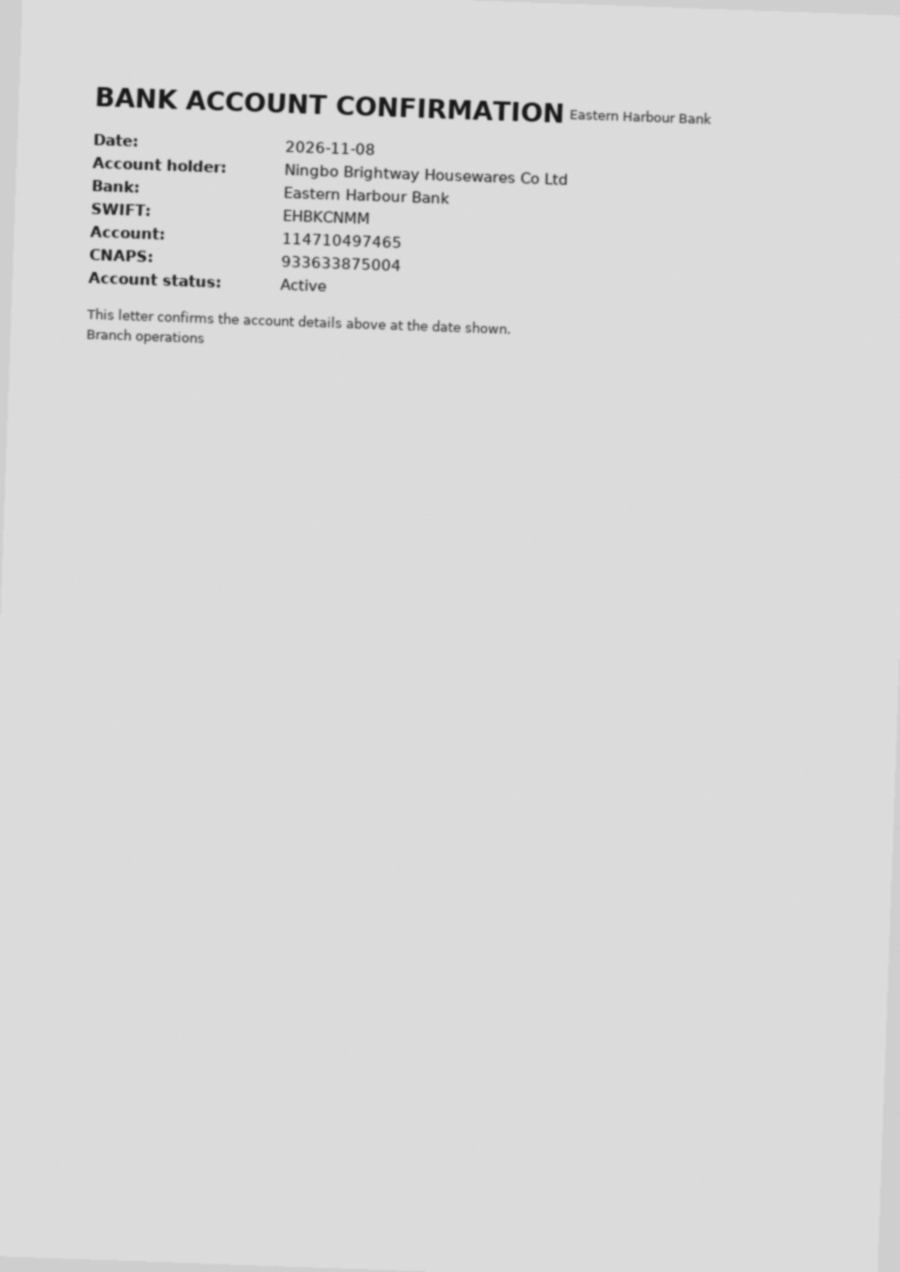 BANK ACCOUNT CONFIRMATION Eastern Harbour Bank
Date: 2026-11-08
Account holder: Ningbo Brightway Housewares Co Ltd
Bank: Eastern Harbour Bank
SWIFT: EHBKCNMM
Account: 114710497465
CNAPS: 933633875004
Account status: Active
This letter confirms the account details above at the date shown.
Branch operations